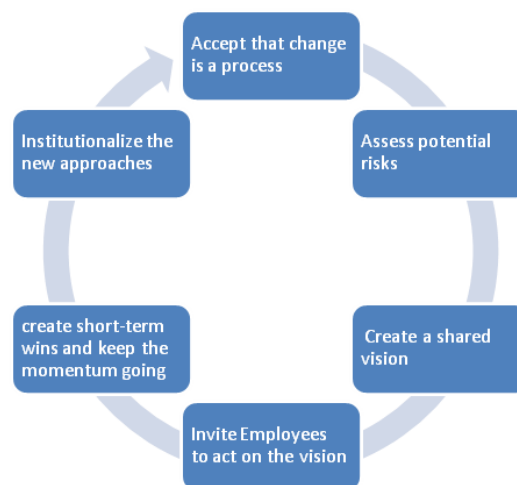 Accept that change
is a process
Assess potential
risks
Create a shared
vision
Invite Employees
to act on the vision
create short-term
wins and keep the
momentum going
Institutionalize the
new approaches